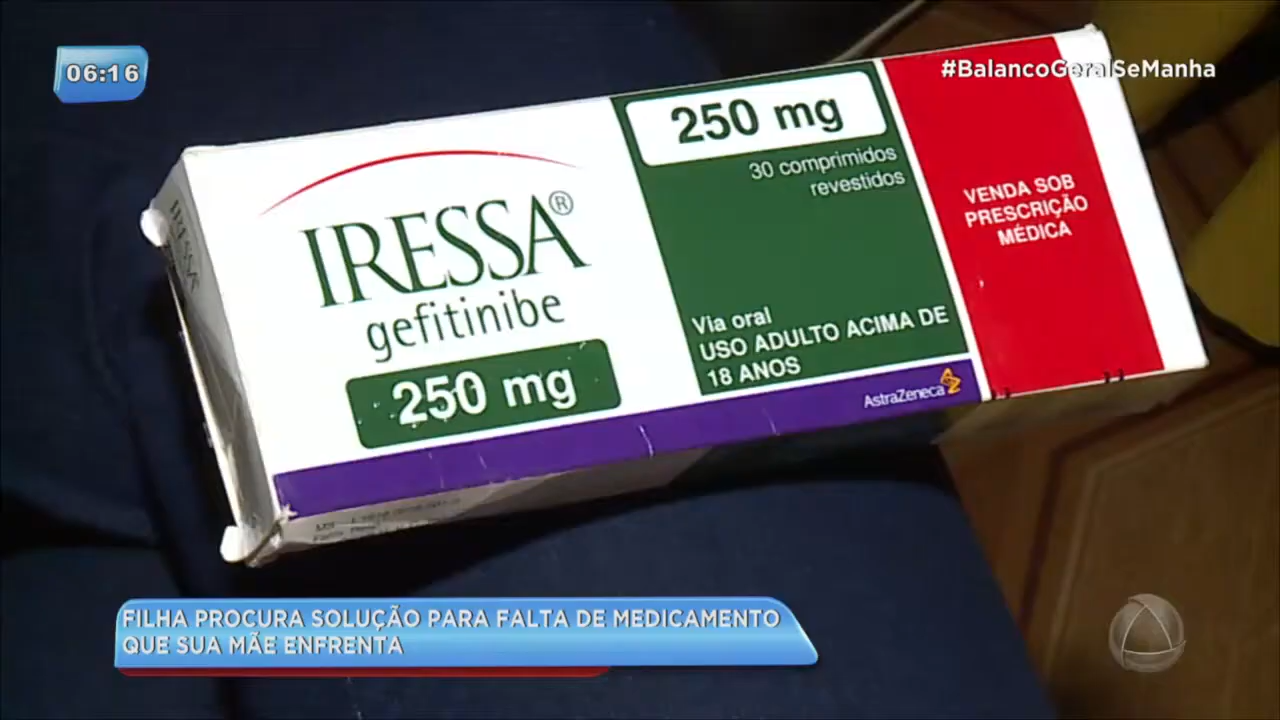 06:16
#BalancoGeralSeManha
IRESSA®
gefitinibe
250 mg
250 mg
30 comprimidos
revestidos
Via oral
USO ADULTO ACIMA DE
18 ANOS
AstraZeneca
VENDA SOB
PRESCRIÇÃO
MÉDICA
IRESSA
FILHA PROCURA SOLUÇÃO PARA FALTA DE MEDICAMENTO
QUE SUA MÃE ENFRENTA